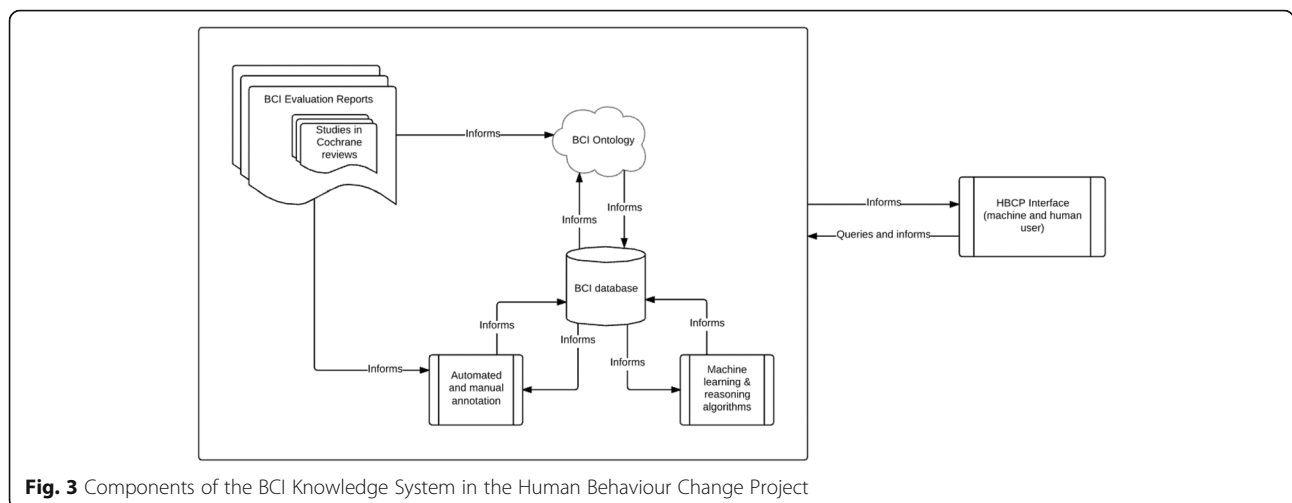 BCI Evaluation Reports
Studies in
Cochrane
reviews
Informs
BCI Ontology
Informs
Informs
Informs
HBCP Interface
(machine and human
user)
Queries and informs
BCI database
Informs
Informs
Informs
Informs
Informs
Automated
and manual
annotation
Machine
learning &
reasoning
algorithms
Fig. 3 Components of the BCI Knowledge System in the Human Behaviour Change Project